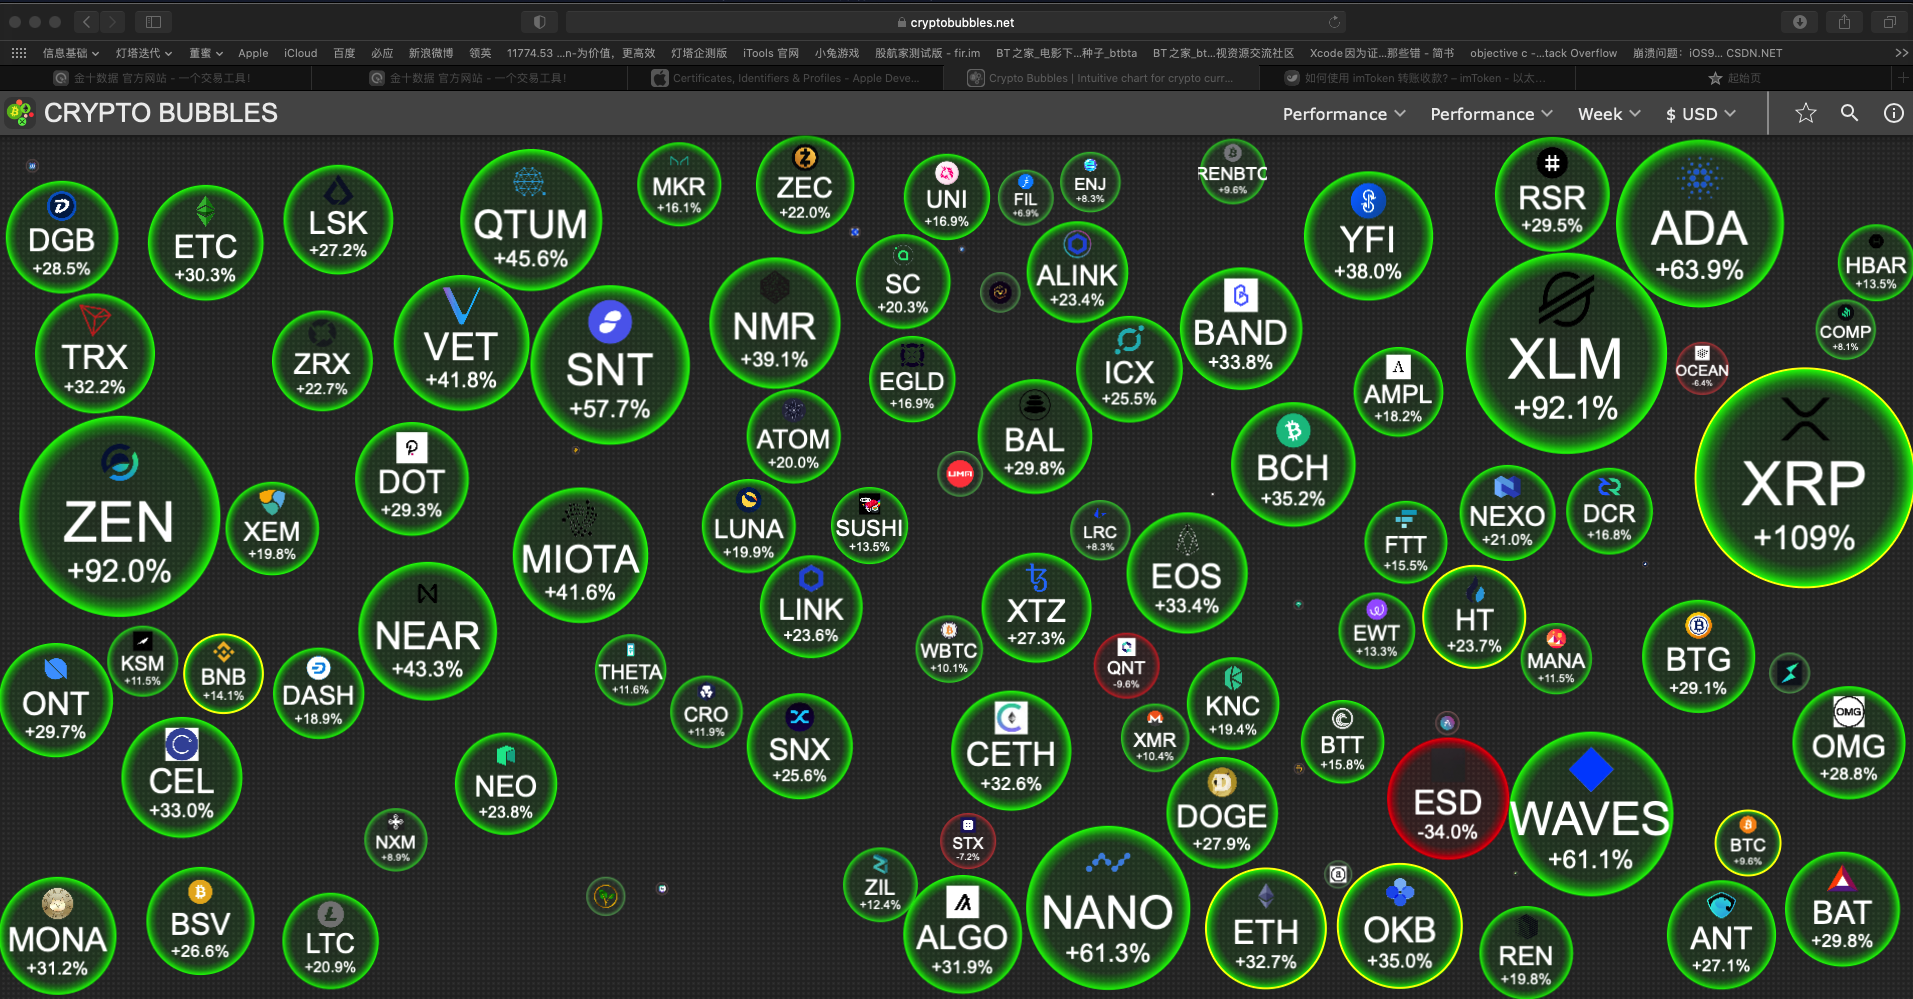 cryptobubbles.net
信息基础 灯塔迭代 董蜜 Apple iCloud 百度 必应 新浪微博 领英 11774.53 ...n-为价值，更高效 灯塔企测版 iTools 官网 小兔游戏 股航家测试版 - fir.im BT之家_电影下...种子_btbta BT之家_bt...视资源交流社区 Xcode因为证...那些错 - 简书 objective c -...tack Overflow 崩溃问题：iOS9... CSDN.NET
金十数据 官方网站 - 一个交易工具! 金十数据 官方网站 - 一个交易工具! Certificates, Identifiers & Profiles - Apple Deve... Crypto Bubbles | Intuitive chart for crypto curr... 如何使用 imToken 转账收款? – imToken - 以太... 起始页
CRYPTO BUBBLES
Performance Performance Week $ USD
DGB
+28.5%
ETC
+30.3%
LSK
+27.2%
QTUM
+45.6%
MKR
+16.1%
ZEC
+22.0%
UNI
+16.9%
FIL
+6.9%
ENJ
+8.3%
RENBTC
+9.6%
YFI
+38.0%
RSR
+29.5%
ADA
+63.9%
HBAR
+13.5%
TRX
+32.2%
ZRX
+22.7%
VET
+41.8%
SNT
+57.7%
NMR
+39.1%
SC
+20.3%
ALINK
+23.4%
EGLD
+16.9%
ICX
+25.5%
BAND
+33.8%
AMPL
+18.2%
XLM
+92.1%
OCEAN
-6.4%
COMP
+8.1%
ZEN
+92.0%
XEM
+19.8%
DOT
+29.3%
MIOTA
+41.6%
ATOM
+20.0%
LUNA
+19.9%
SUSHI
+13.5%
BAL
+29.8%
LRC
+8.3%
BCH
+35.2%
FTT
+15.5%
NEXO
+21.0%
DCR
+16.8%
XRP
+109%
NEAR
+43.3%
LINK
+23.6%
XTZ
+27.3%
EOS
+33.4%
EWT
+13.3%
HT
+23.7%
MANA
+11.5%
BTG
+29.1%
ONT
+29.7%
KSM
+11.5%
BNB
+14.1%
DASH
+18.9%
THETA
+11.6%
CRO
+11.9%
WBTC
+10.1%
QNT
-9.6%
KNC
+19.4%
CEL
+33.0%
NEO
+23.8%
SNX
+25.6%
CETH
+32.6%
XMR
+10.4%
BTT
+15.8%
ESD
-34.0%
WAVES
+61.1%
OMG
OMG
+28.8%
NXM
+8.9%
STX
-7.2%
DOGE
+27.9%
BTC
+9.6%
MONA
+31.2%
BSV
+26.6%
LTC
+20.9%
ZIL
+12.4%
ALGO
+31.9%
NANO
+61.3%
ETH
+32.7%
OKB
+35.0%
REN
+19.8%
ANT
+27.1%
BAT
+29.8%